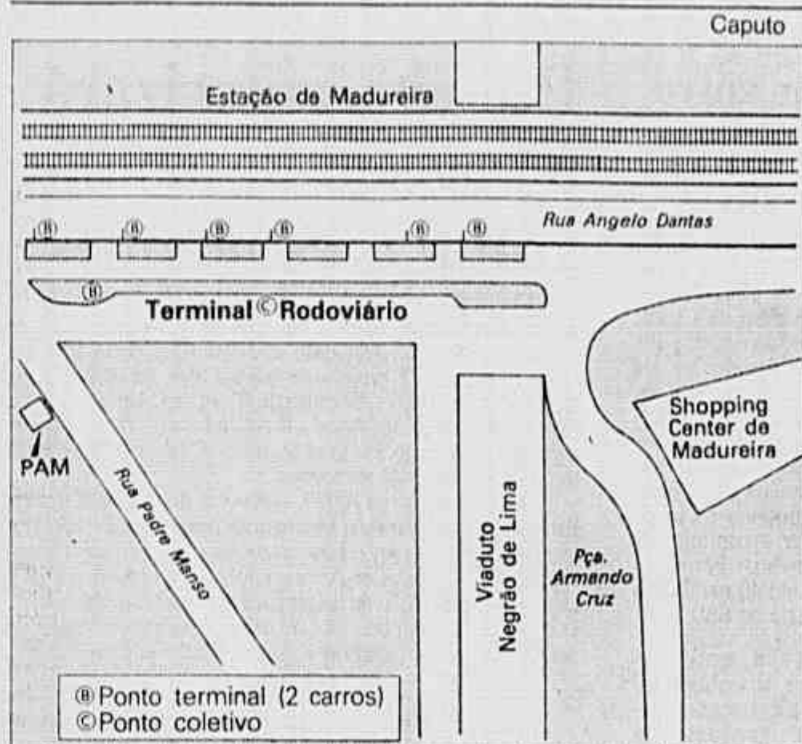 Caputo
Estação de Madureira
Rua Angelo Dantas
Ⓑ Ⓑ Ⓑ Ⓑ Ⓑ Ⓑ
Ⓑ
Terminal © Rodoviário
Shopping
Center de
Madureira
PAM
Rua Padre Manso
Viaduto
Negrão de Lima
Pça.
Armando
Cruz
Ⓑ Ponto terminal (2 carros)
© Ponto coletivo